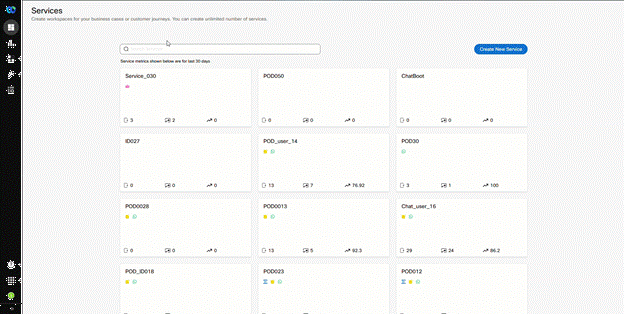 Services
Create workspaces for your business cases or customer journeys. You can create unlimited number of services.
Create New Service
Service metrics shown below are for last 30 days
Service_030
POD050
ChatBoot
3 2 0
0 0 0
0 0 0
ID027
POD_user_14
POD30
0 0 0
13 7 76.92
3 1 100
POD0028
POD0013
Chat_user_16
0 0 0
13 5 92.3
29 24 86.2
POD_ID018
POD023
POD012